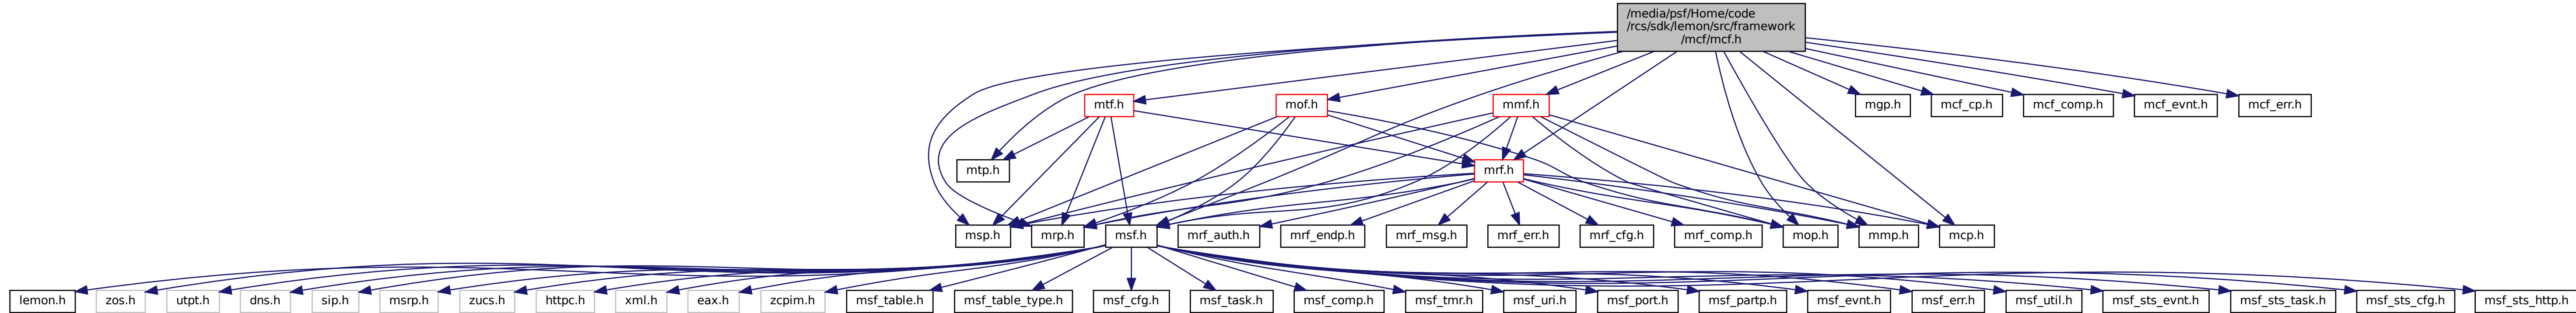 /media/psf/Home/code
/rcs/sdk/lemon/src/framework
/mcf/mcf.h
mtf.h
mof.h
mmf.h
mgp.h
mcf_cp.h
mcf_comp.h
mcf_evnt.h
mcf_err.h
mtp.h
mrf.h
msp.h
mrp.h
msf.h
mrf_auth.h
mrf_endp.h
mrf_msg.h
mrf_err.h
mrf_cfg.h
mrf_comp.h
mop.h
mmp.h
mcp.h
lemon.h
zos.h
utpt.h
dns.h
sip.h
msrp.h
zucs.h
httpc.h
xml.h
eax.h
zcpim.h
msf_table.h
msf_table_type.h
msf_cfg.h
msf_task.h
msf_comp.h
msf_tmr.h
msf_uri.h
msf_port.h
msf_partp.h
msf_evnt.h
msf_err.h
msf_util.h
msf_sts_evnt.h
msf_sts_task.h
msf_sts_cfg.h
msf_sts_http.h